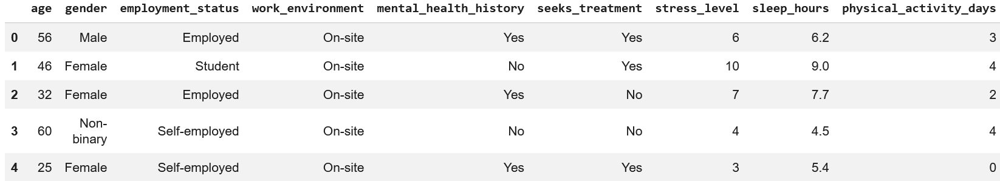 age gender employment_status work_environment mental_health_history seeks_treatment stress_level sleep_hours physical_activity_days
0 56 Male Employed On-site Yes Yes 6 6.2 3
1 46 Female Student On-site No Yes 10 9.0 4
2 32 Female Employed On-site Yes No 7 7.7 2
3 60 Non-
binary Self-employed On-site No No 4 4.5 4
4 25 Female Self-employed On-site Yes Yes 3 5.4 0